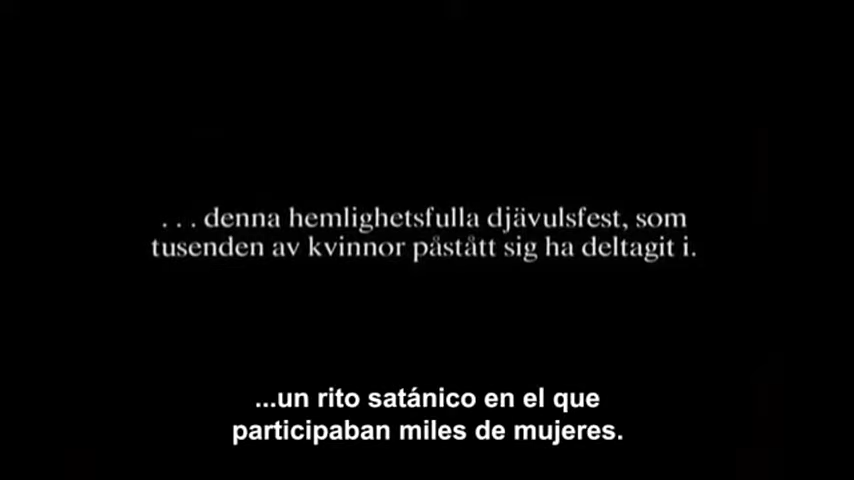 . . . denna hemlighetsfulla djävulsfest, som
tusenden av kvinnor påstått sig ha deltagit i.
...un rito satánico en el que
participaban miles de mujeres.